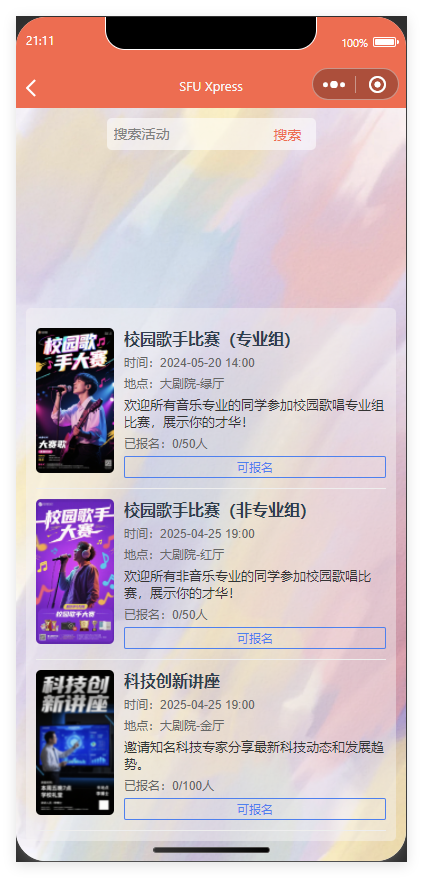 21:11
100%
SFU Xpress
搜索活动
搜索
校园歌手比赛（专业组）
时间：2024-05-20 14:00
地点：大剧院-绿厅
欢迎所有音乐专业的同学参加校园歌唱专业组
比赛，展示你的才华！
已报名：0/50人
可报名
校园歌
手大赛
大赛歌
校园歌手比赛（非专业组）
时间：2025-04-25 19:00
地点：大剧院-红厅
欢迎所有非音乐专业的同学参加校园歌唱比
赛，展示你的才华！
已报名：0/50人
可报名
校园歌手
大赛
科技创新讲座
时间：2025-04-25 19:00
地点：大剧院-金厅
邀请知名科技专家分享最新科技动态和发展趋
势。
已报名：0/100人
可报名
科技创
新讲座
本周五晚7点
学校礼堂